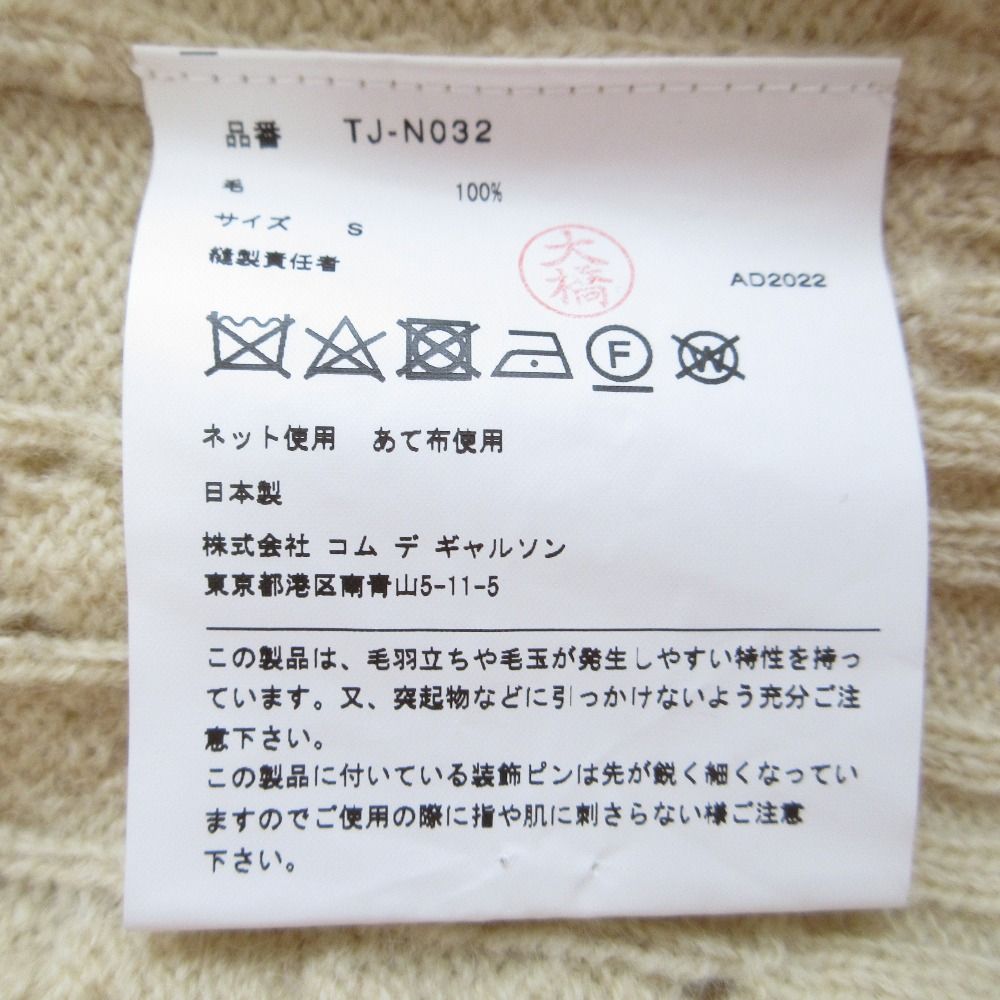 品番 TJ-N032
毛 100%
サイズ S
縫製責任者
大橋
AD2022
F
W
ネット使用 あて布使用
日本製
株式会社 コム デ ギャルソン
東京都港区南青山5-11-5
この製品は、毛羽立ちや毛玉が発生しやすい特性を持っ
ています。又、突起物などに引っかけないよう充分ご注
意下さい。
この製品に付いている装飾ピンは先が鋭く細くなってい
ますのでご使用の際に指や肌に刺さらない様ご注意
下さい。